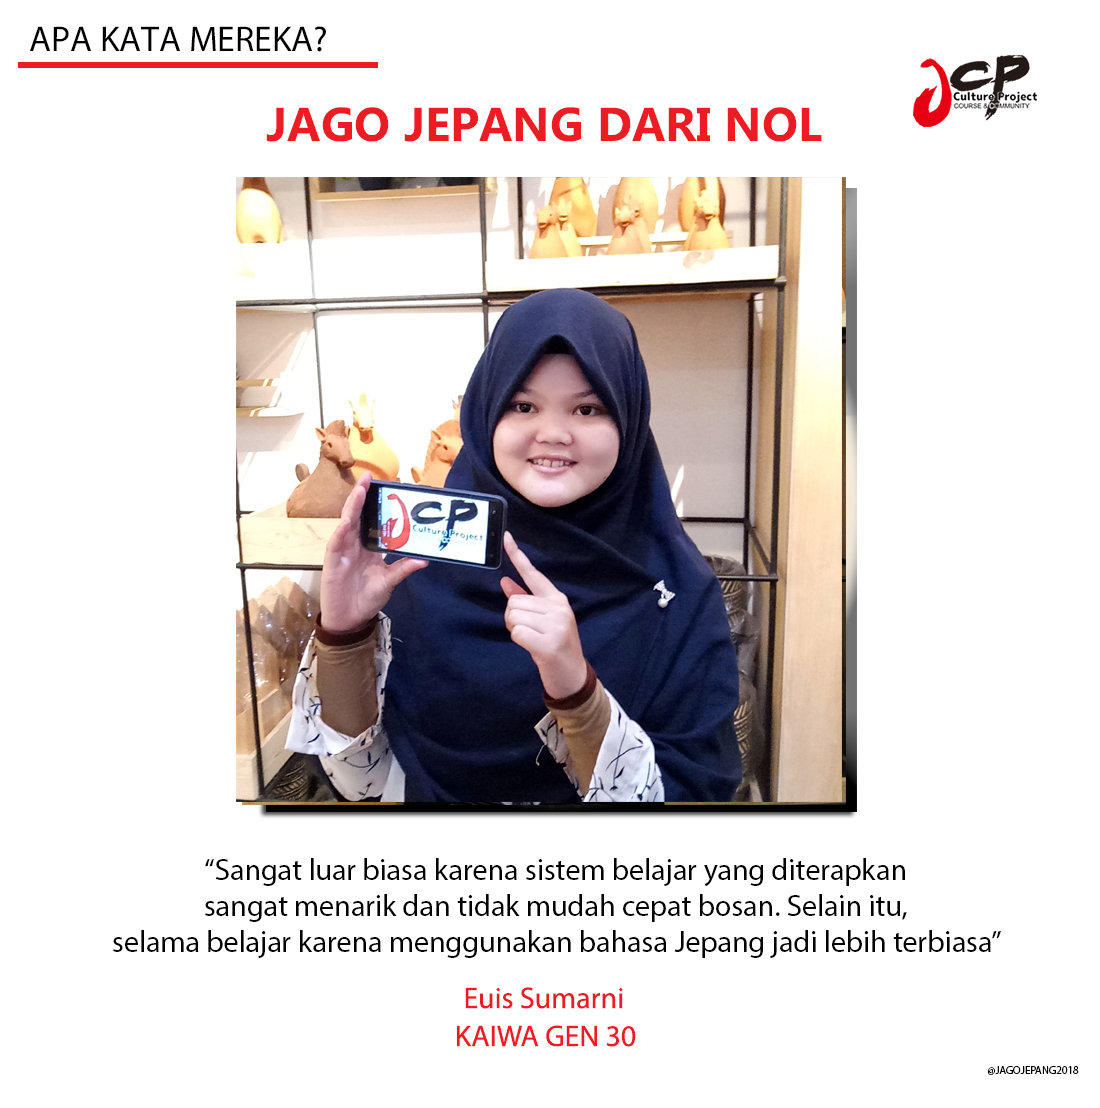 APA KATA MEREKA?
JCP
Culture Project
COURSE & COMMUNITY
JAGO JEPANG DARI NOL
JCP
Culture Project
“Sangat luar biasa karena sistem belajar yang diterapkan
sangat menarik dan tidak mudah cepat bosan. Selain itu,
selama belajar karena menggunakan bahasa Jepang jadi lebih terbiasa”
Euis Sumarni
KAIWA GEN 30
@JAGOJEPANG2018